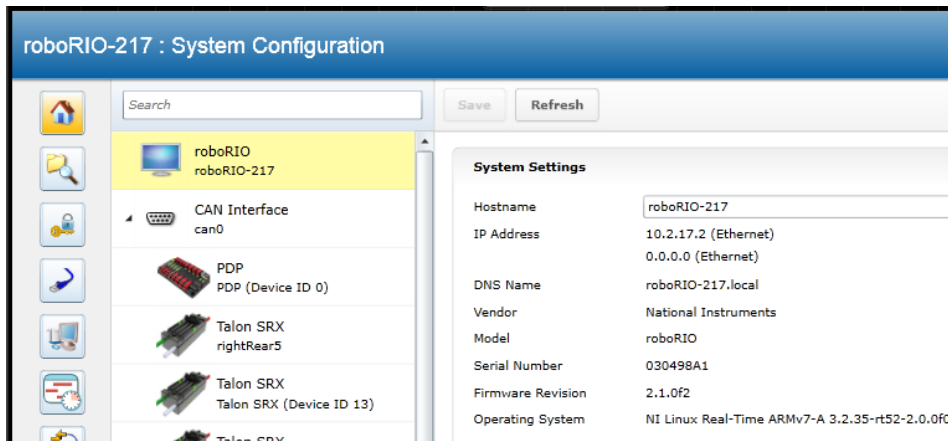 roboRIO-217 : System Configuration
Search
Save
Refresh
roboRIO
roboRIO-217
CAN Interface
can0
PDP
PDP (Device ID 0)
Talon SRX
rightRear5
Talon SRX
Talon SRX (Device ID 13)
Talon SRX
System Settings
Hostname roboRIO-217
IP Address 10.2.17.2 (Ethernet)
0.0.0.0 (Ethernet)
DNS Name roboRIO-217.local
Vendor National Instruments
Model roboRIO
Serial Number 030498A1
Firmware Revision 2.1.0f2
Operating System NI Linux Real-Time ARMv7-A 3.2.35-rt52-2.0.0f0